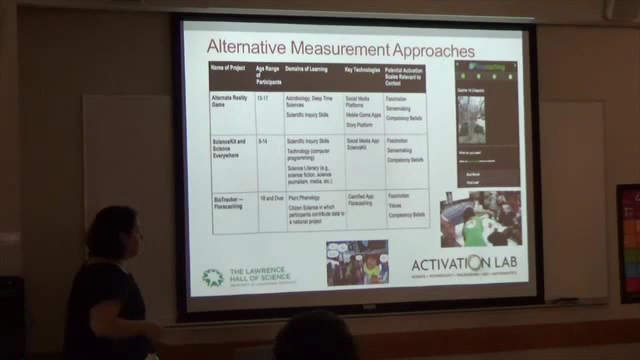 Alternative Measurement Approaches
Name of Project
Age Range
of
Participants
Domains of Learning
Key Technologies
Potential Activation
Scales Relevant to
Content
Alternate Reality
Game
13-17
Astrobiology, Deep Time
Sciences
Scientific Inquiry Skills
Social Media
Platforms
Mobile Game Apps
Story Platform
Fascination
Sensemaking
Competency Beliefs
ScienceKit and Science
Everywhere
Scientific Inquiry Skills
Technology (computer
programming)
Science Literacy (e.g.,
science fiction, science
journalism, media, etc.)
Social Media App:
ScienceKit
Fascination
Sensemaking
Competency Beliefs
BioTracker —
Floracaching
18 and Over
Plant Phenology
Citizen Science in which
participants contribute data to
a national project
Gamified App:
Floracaching
Fascination
Values
Competency Beliefs
THE LAWRENCE
HALL OF SCIENCE
ACTIVATION LAB